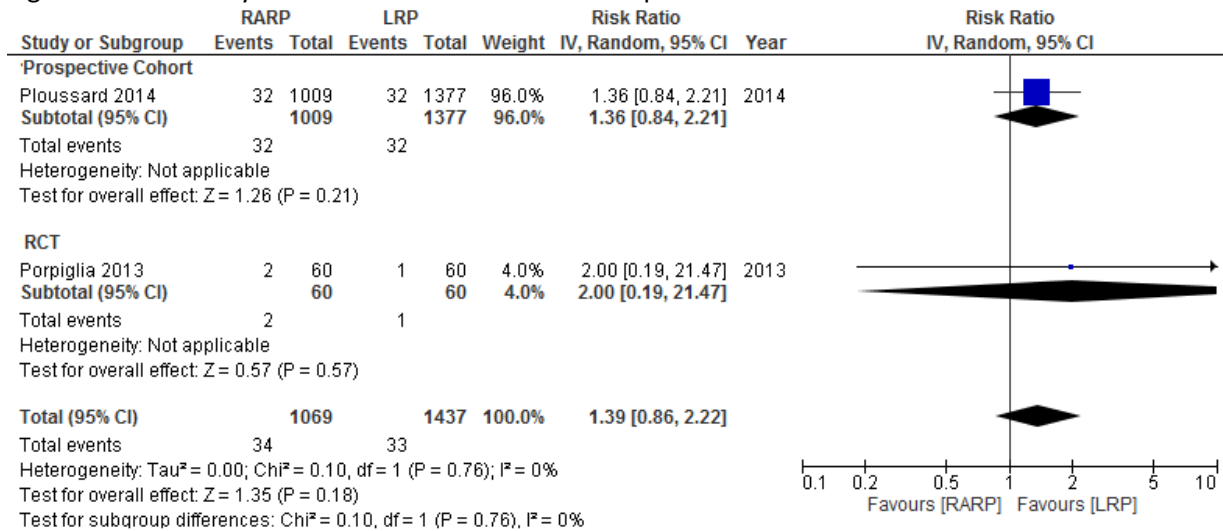 RARP LRP Risk Ratio Risk Ratio
Study or Subgroup Events Total Events Total Weight IV, Random, 95% CI Year IV, Random, 95% CI
Prospective Cohort
Ploussard 2014 32 1009 32 1377 96.0% 1.36 [0.84, 2.21] 2014
Subtotal (95% CI) 1009 1377 96.0% 1.36 [0.84, 2.21]
Total events 32 32
Heterogeneity: Not applicable
Test for overall effect: Z = 1.26 (P = 0.21)
RCT
Porpiglia 2013 2 60 1 60 4.0% 2.00 [0.19, 21.47] 2013
Subtotal (95% CI) 60 60 4.0% 2.00 [0.19, 21.47]
Total events 2 1
Heterogeneity: Not applicable
Test for overall effect: Z = 0.57 (P = 0.57)
Total (95% CI) 1069 1437 100.0% 1.39 [0.86, 2.22]
Total events 34 33
Heterogeneity: Tau² = 0.00; Chi² = 0.10, df = 1 (P = 0.76); I² = 0%
Test for overall effect: Z = 1.35 (P = 0.18)
Test for subgroup differences: Chi² = 0.10, df = 1 (P = 0.76), I² = 0%
0.1 0.2 0.5 1 2 5 10
Favours [RARP] Favours [LRP]